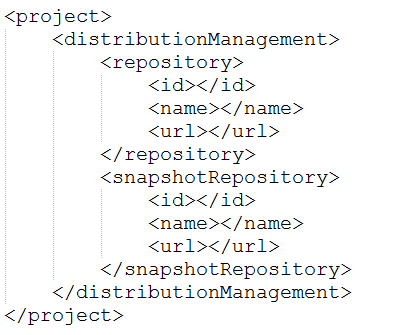 <project>
    <distributionManagement>
        <repository>
            <id></id>
            <name></name>
            <url></url>
        </repository>
        <snapshotRepository>
            <id></id>
            <name></name>
            <url></url>
        </snapshotRepository>
    </distributionManagement>
</project>